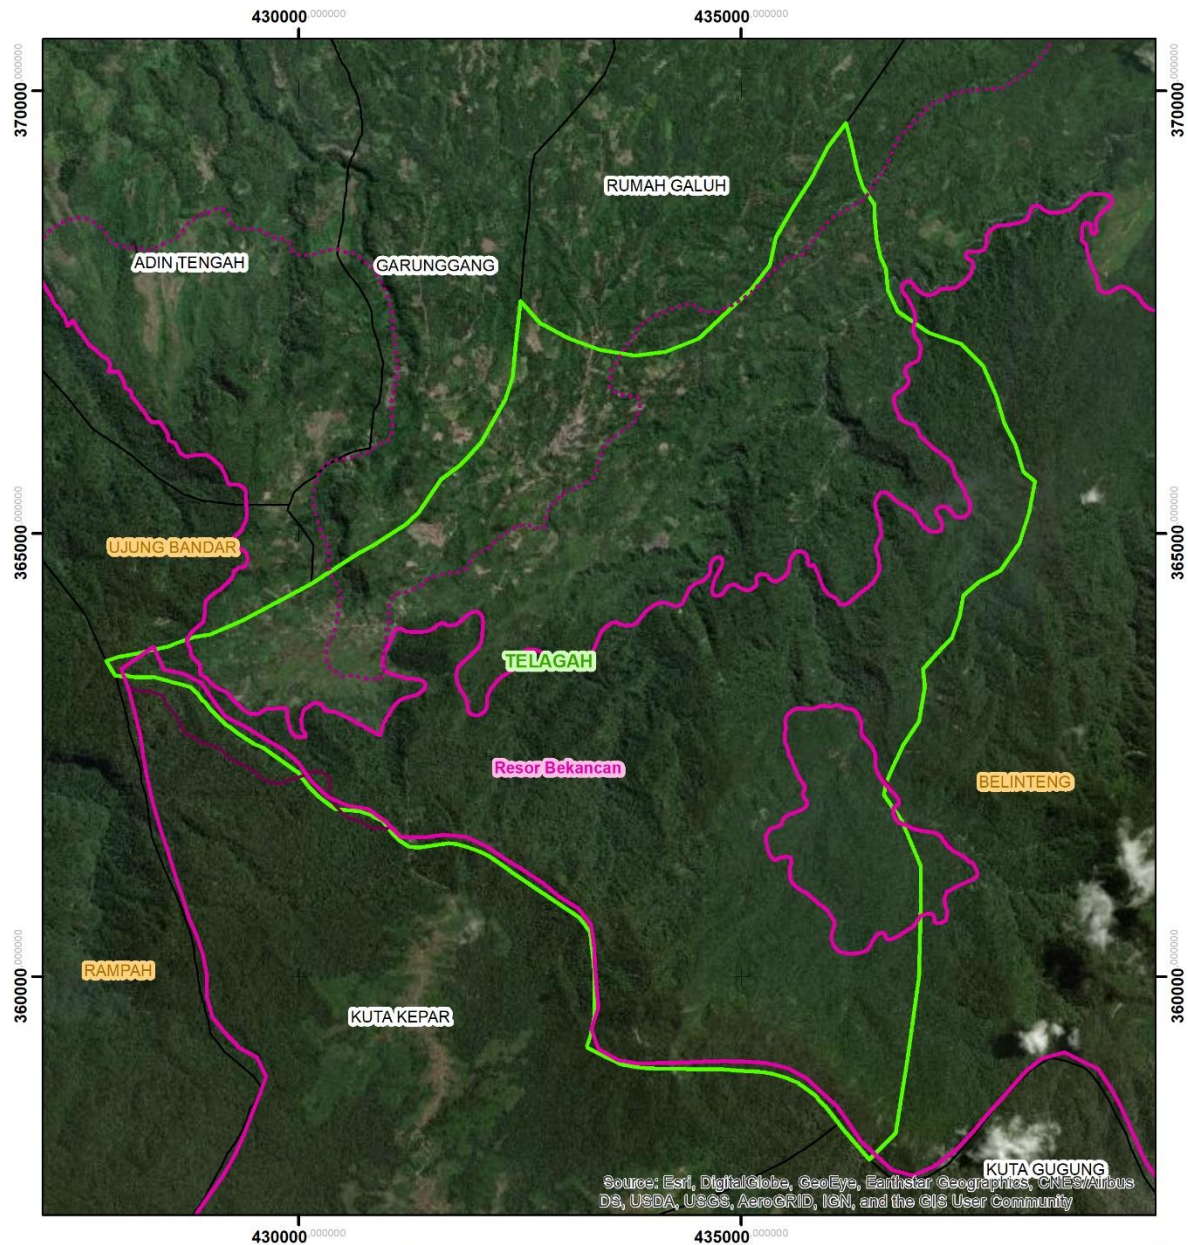 430000.000000
435000.000000
370000.000000
370000.000000
RUMAH GALUH
ADIN TENGAH
GARUNGGANG
365000.000000
365000.000000
UJUNG BANDAR
TELAGAH
Resor Bekancan
BELINTENG
RAMPAH
360000.000000
360000.000000
KUTA KEPAR
KUTA GUGUNG
Source: Esri, DigitalGlobe, GeoEye, Earthstar Geographics, CNES/Airbus
DS, USDA, USGS, AeroGRID, IGN, and the GIS User Community
430000.000000
435000.000000